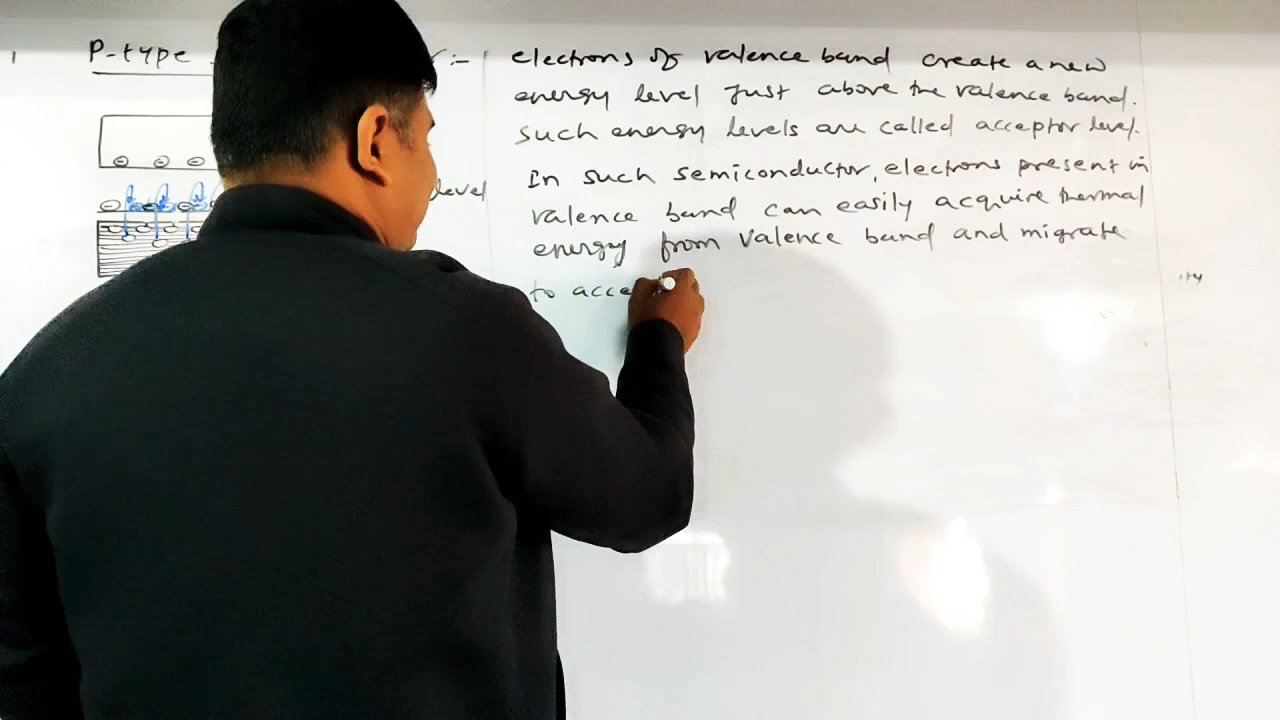 P-type :-
electrons of valence band create a new
energy level Just above the valence band.
Such energy levels are called acceptor level.
In such semiconductor, electrons present in
valence band can easily acquire thermal
energy from valence band and migrate
to acce
level